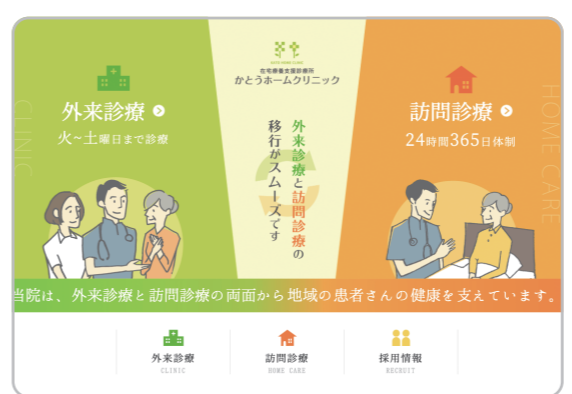 KATO HOME CLINIC
在宅療養支援診療所
かとうホームクリニック
外来診療
火~土曜日まで診療
CLINIC
外来診療と訪問診療の
移行がスムーズです
訪問診療
24時間365日体制
HOME CARE
当院は、外来診療と訪問診療の両面から地域の患者さんの健康を支えています。
外来診療
CLINIC
訪問診療
HOME CARE
採用情報
RECRUIT